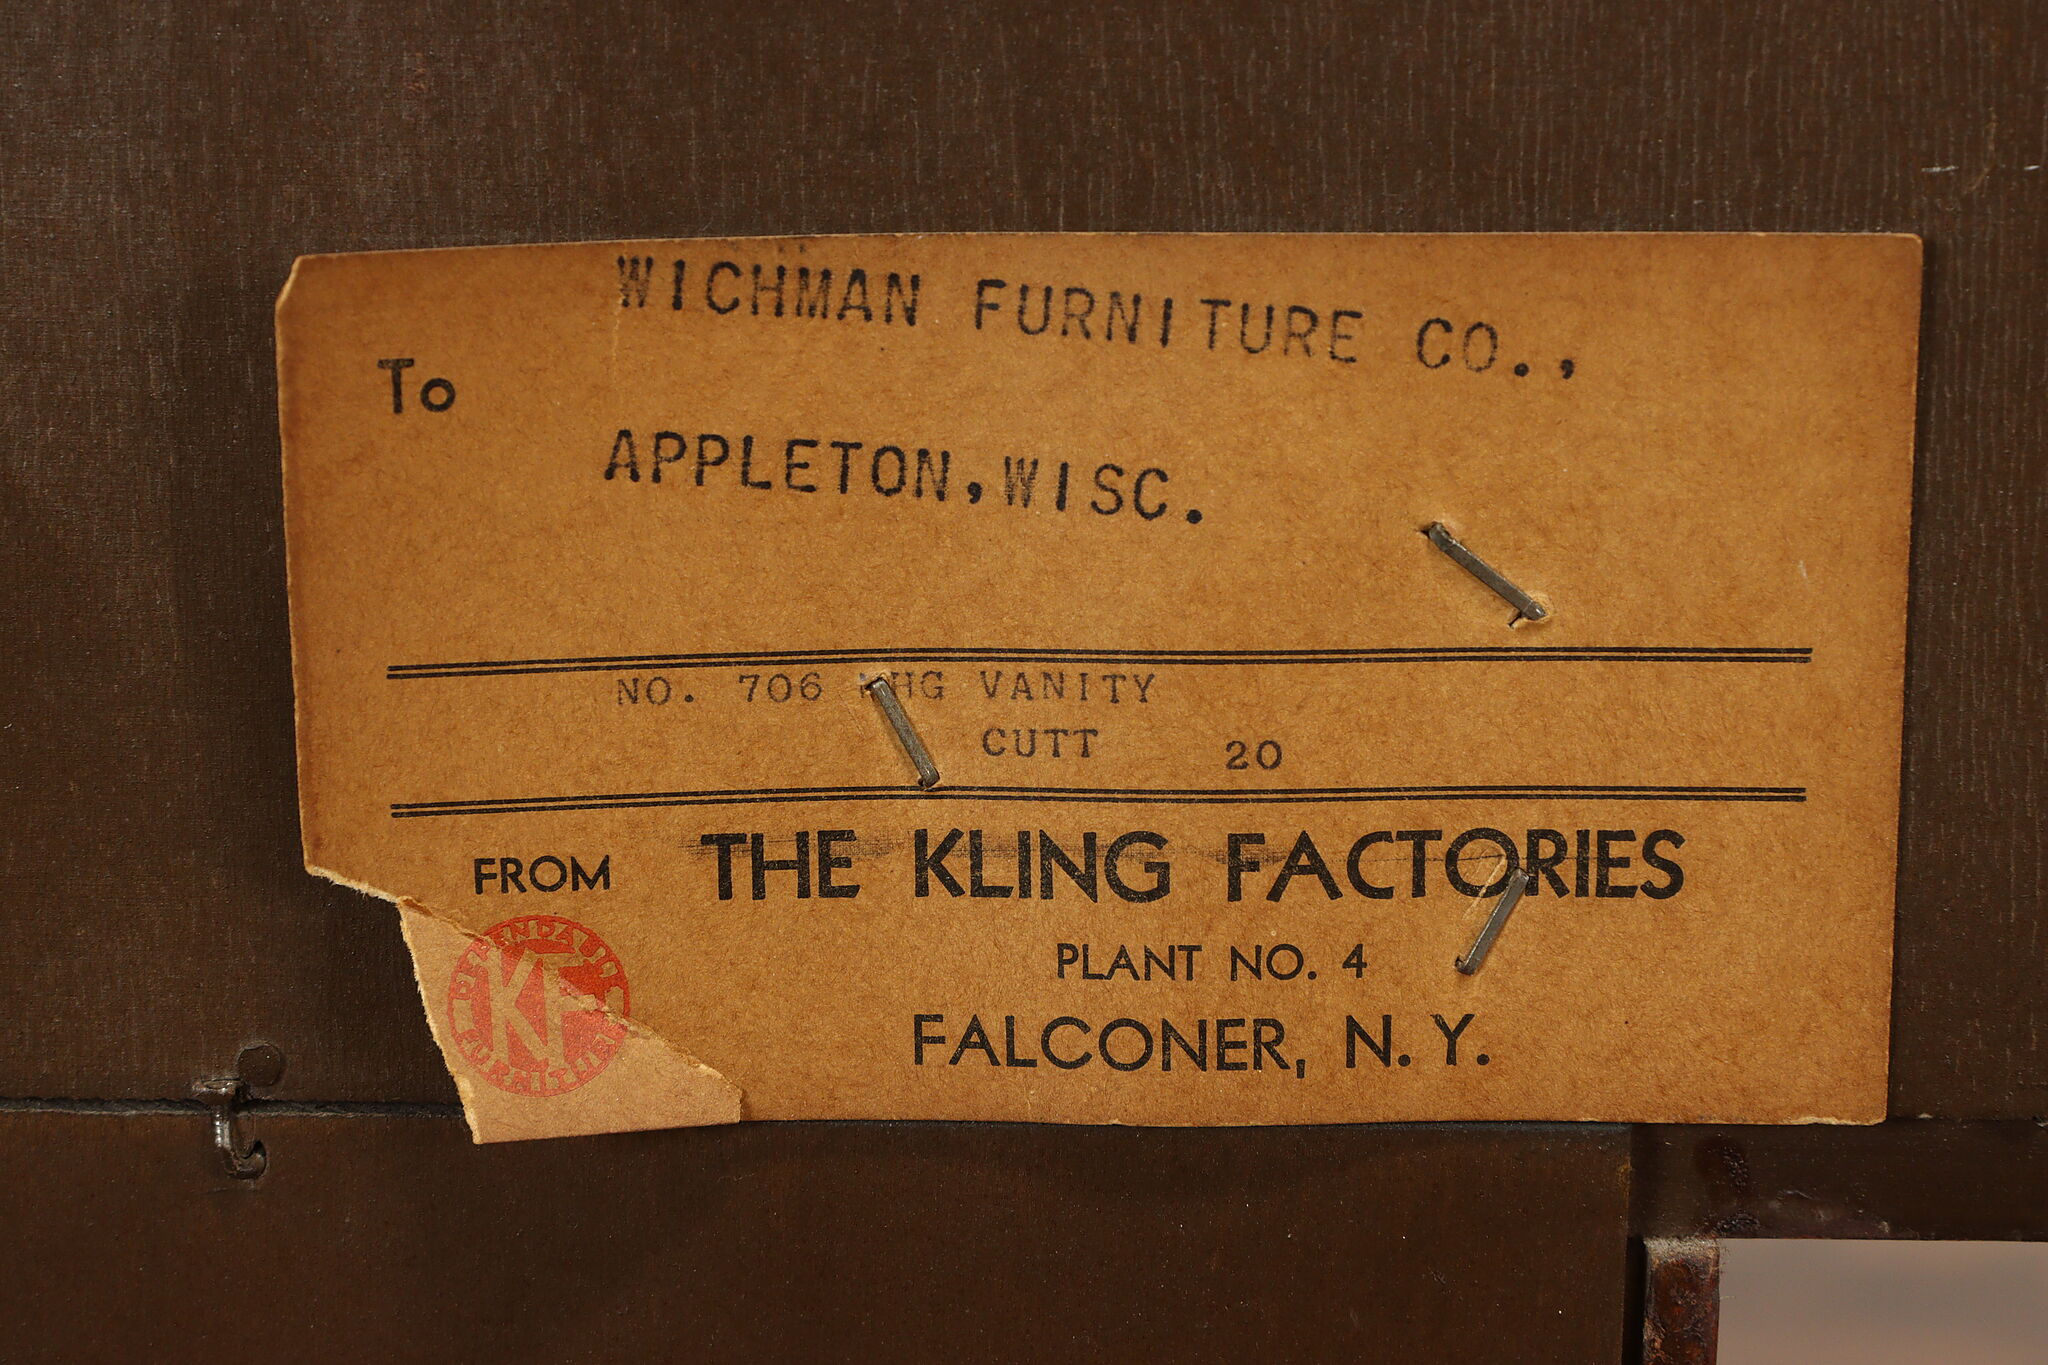 WICHMAN FURNITURE CO.,
To
APPLETON, WISC.
NO. 706 VANITY
CUTT 20
FROM THE KLING FACTORIES
PLANT NO. 4
FALCONER, N. Y.
KF
FURNITURE